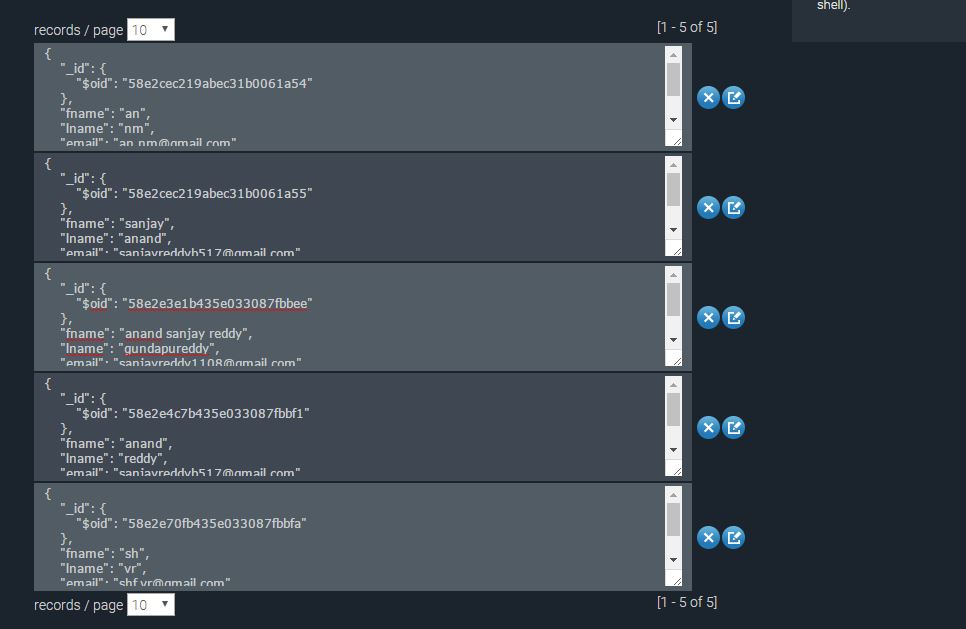 shell).
records / page 10
[1 - 5 of 5]
{
"_id": {
"$oid": "58e2cec219abec31b0061a54"
},
"fname": "an",
"lname": "nm",
"email": "an.nm@gmail.com"
{
"_id": {
"$oid": "58e2cec219abec31b0061a55"
},
"fname": "sanjay",
"lname": "anand",
"email": "sanjayreddyb517@gmail.com"
{
"_id": {
"$oid": "58e2e3e1b435e033087fbbee"
},
"fname": "anand sanjay reddy",
"lname": "gundapureddy",
"email": "sanjayreddy1108@gmail.com"
{
"_id": {
"$oid": "58e2e4c7b435e033087fbbf1"
},
"fname": "anand",
"lname": "reddy",
"email": "sanjayreddyb517@gmail.com"
{
"_id": {
"$oid": "58e2e70fb435e033087fbbfa"
},
"fname": "sh",
"lname": "vr",
"email": "shf.vr@gmail.com"
records / page 10
[1 - 5 of 5]